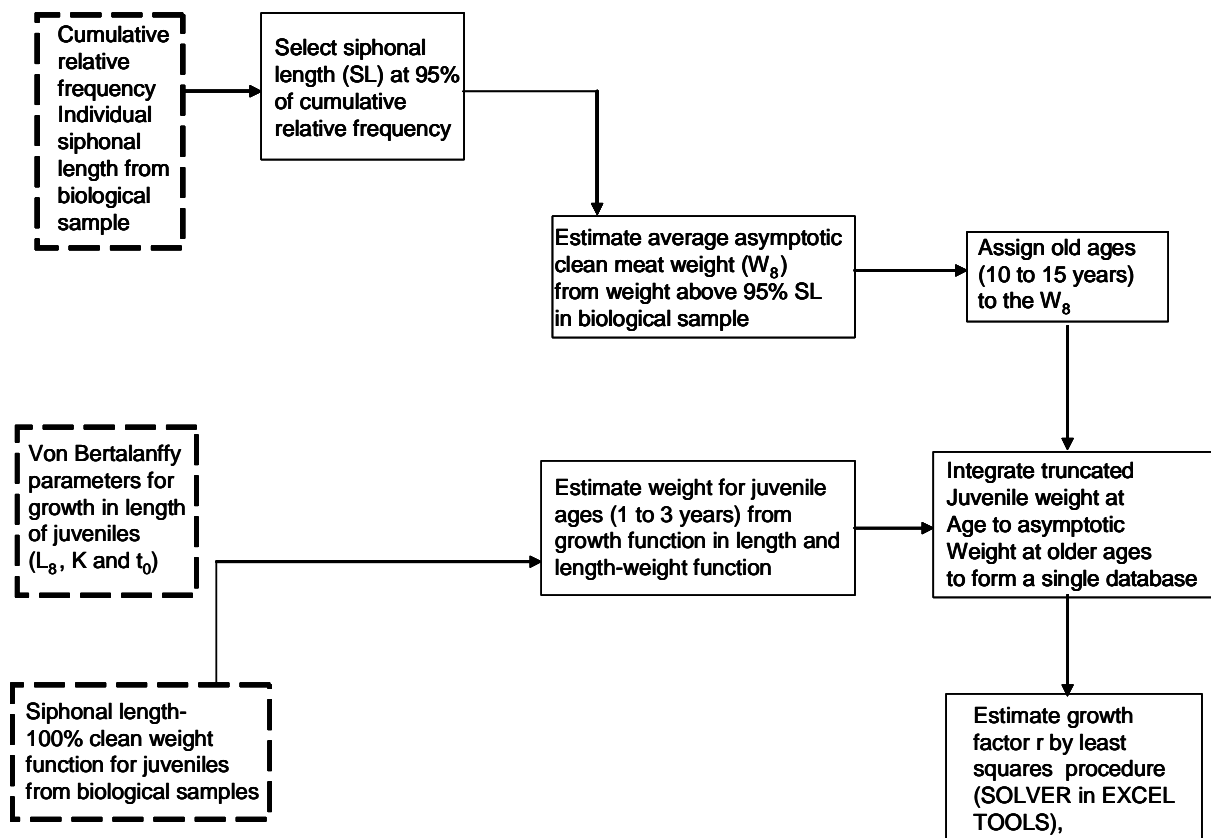 Cumulative
relative
frequency
Individual
siphonal
length from
biological
sample
Select siphonal
length (SL) at 95%
of cumulative
relative frequency
Estimate average asymptotic
clean meat weight (W8)
from weight above 95% SL
in biological sample
Assign old ages
(10 to 15 years)
to the W8
Von Bertalanffy
parameters for
growth in length
of juveniles
(L8, K and t0)
Estimate weight for juvenile
ages (1 to 3 years) from
growth function in length and
length-weight function
Integrate truncated
Juvenile weight at
Age to asymptotic
Weight at older ages
to form a single database
Siphonal length-
100% clean weight
function for juveniles
from biological samples
Estimate growth
factor r by least
squares procedure
(SOLVER in EXCEL
TOOLS),